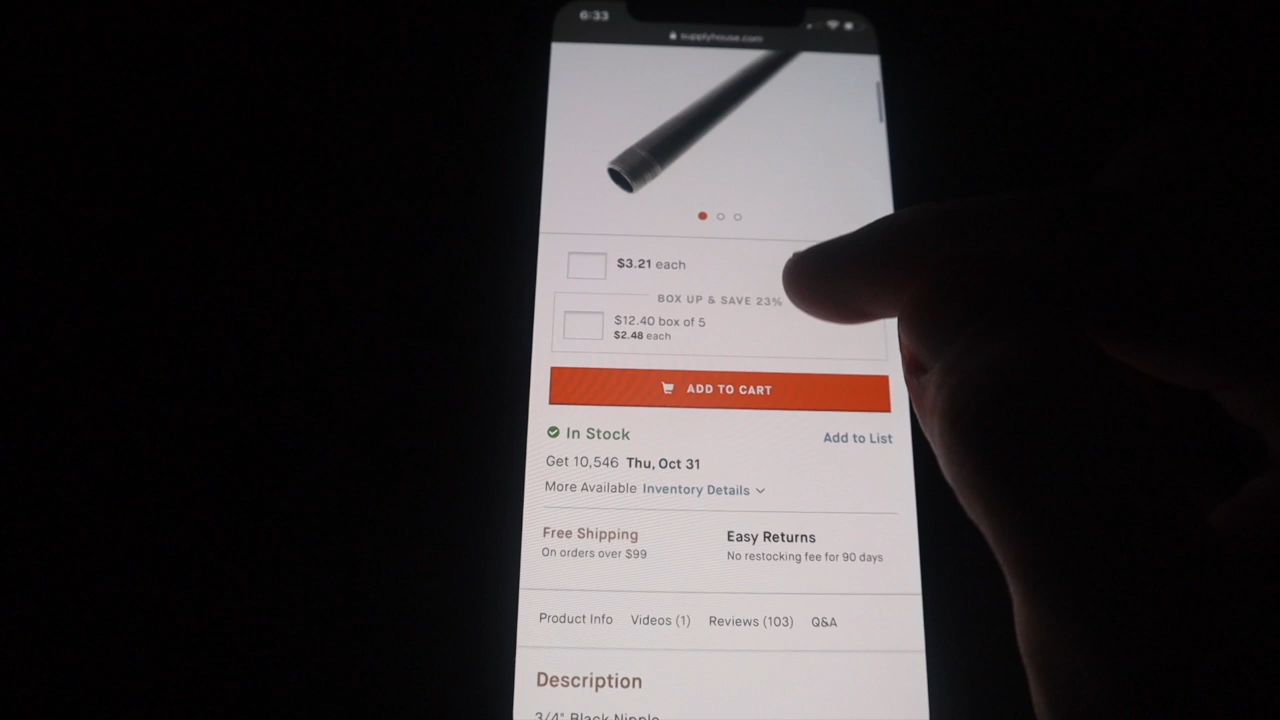 6:33
supplyhouse.com
$3.21 each
BOX UP & SAVE 23%
$12.40 box of 5
$2.48 each
ADD TO CART
In Stock
Add to List
Get 10,546 Thu, Oct 31
More Available Inventory Details
Free Shipping
Easy Returns
On orders over $99
No restocking fee for 90 days
Product Info Videos (1) Reviews (103) Q&A
Description
3/4" Black Nipple